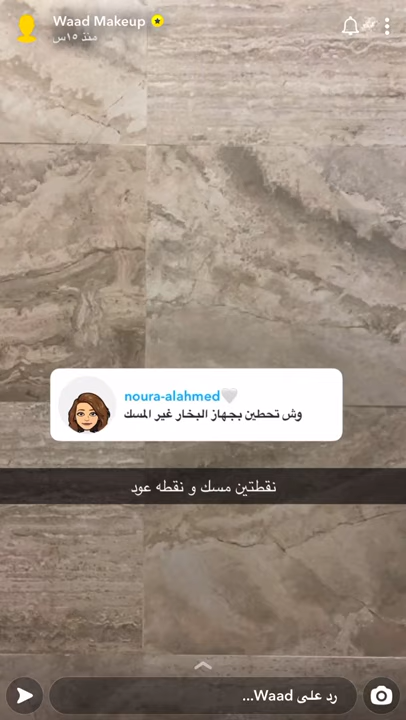 Waad Makeup
منذ ١٥س
noura-alahmed🤍
وش تحطين بجهاز البخار غير المسك
نقطتين مسك و نقطه عود
رد على Waad...